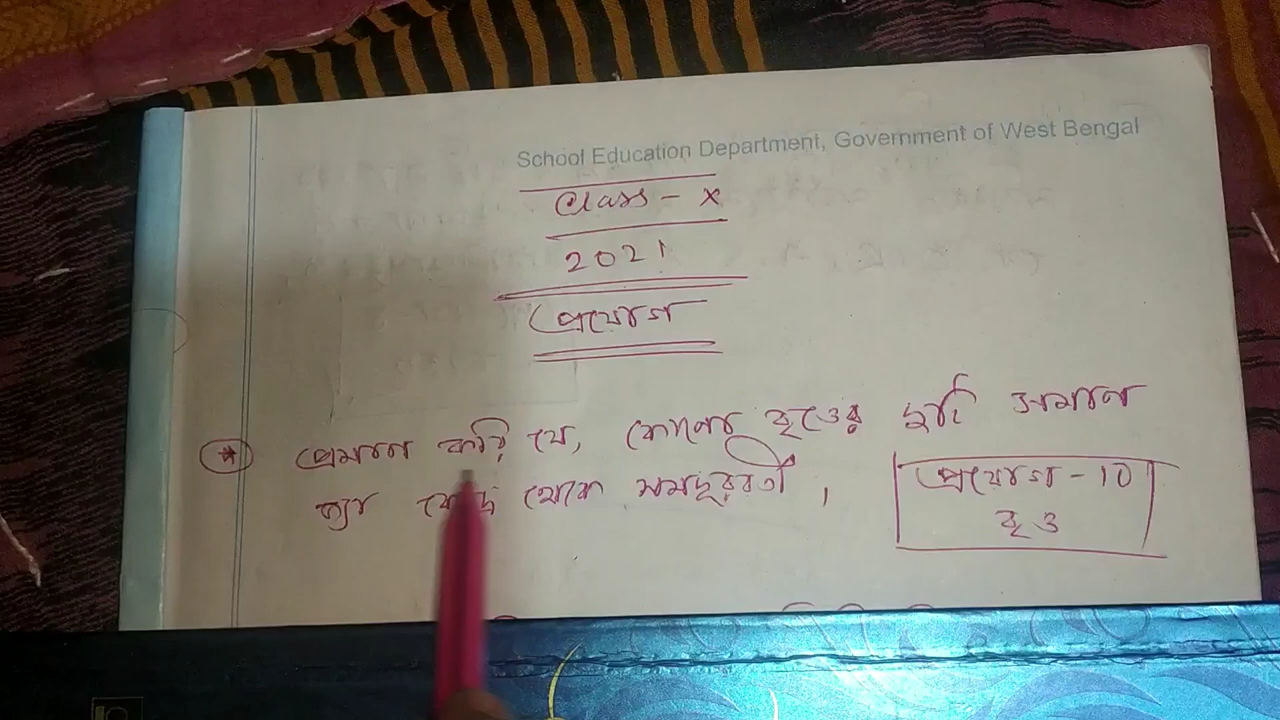 School Education Department, Government of West Bengal
Class - X
2021
প্রয়োগ
* প্রমাণ করি যে, কোনো বৃত্তের দুটি সমান
জ্যা কেন্দ্র থেকে সমদূরবর্তী ,
প্রয়োগ - 10
বৃত্ত